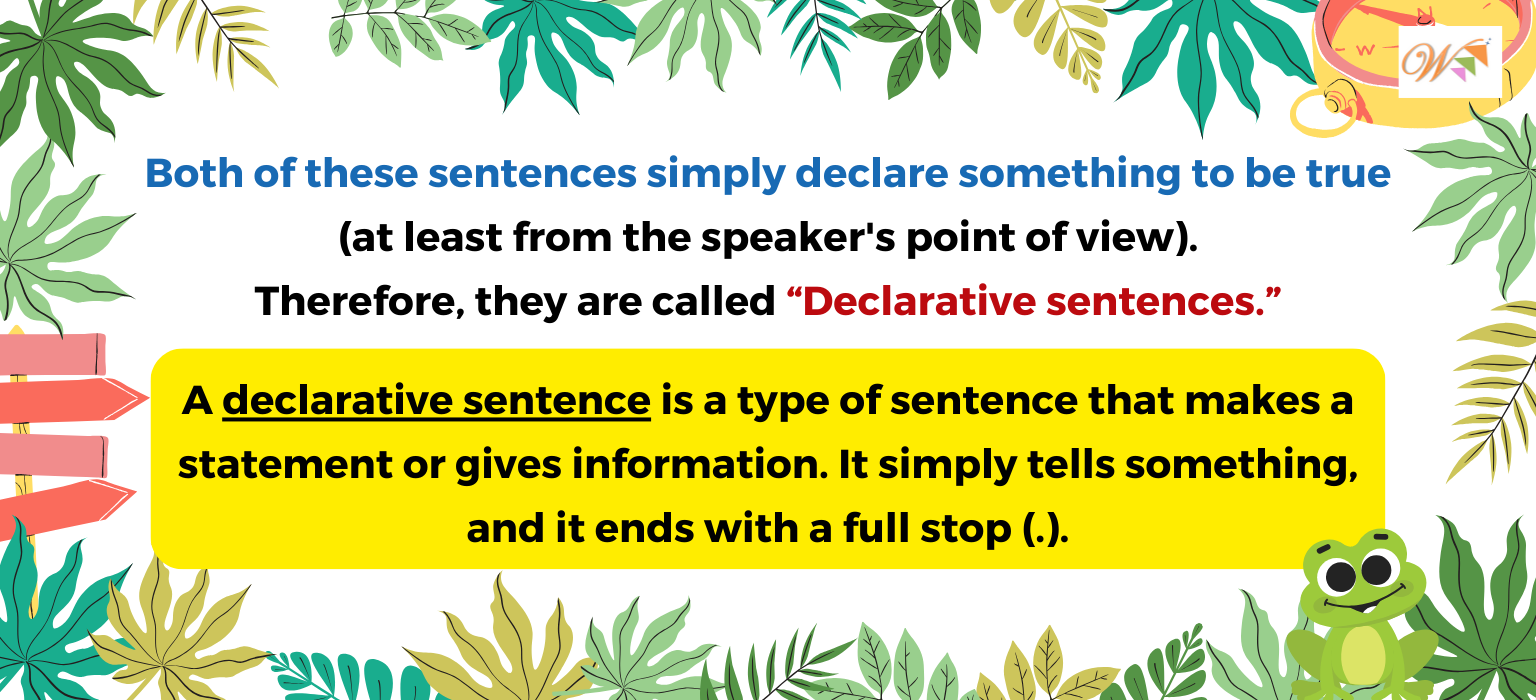 W
W
Both of these sentences simply declare something to be true
(at least from the speaker's point of view).
Therefore, they are called “Declarative sentences.”
A declarative sentence is a type of sentence that makes a
statement or gives information. It simply tells something,
and it ends with a full stop (.).